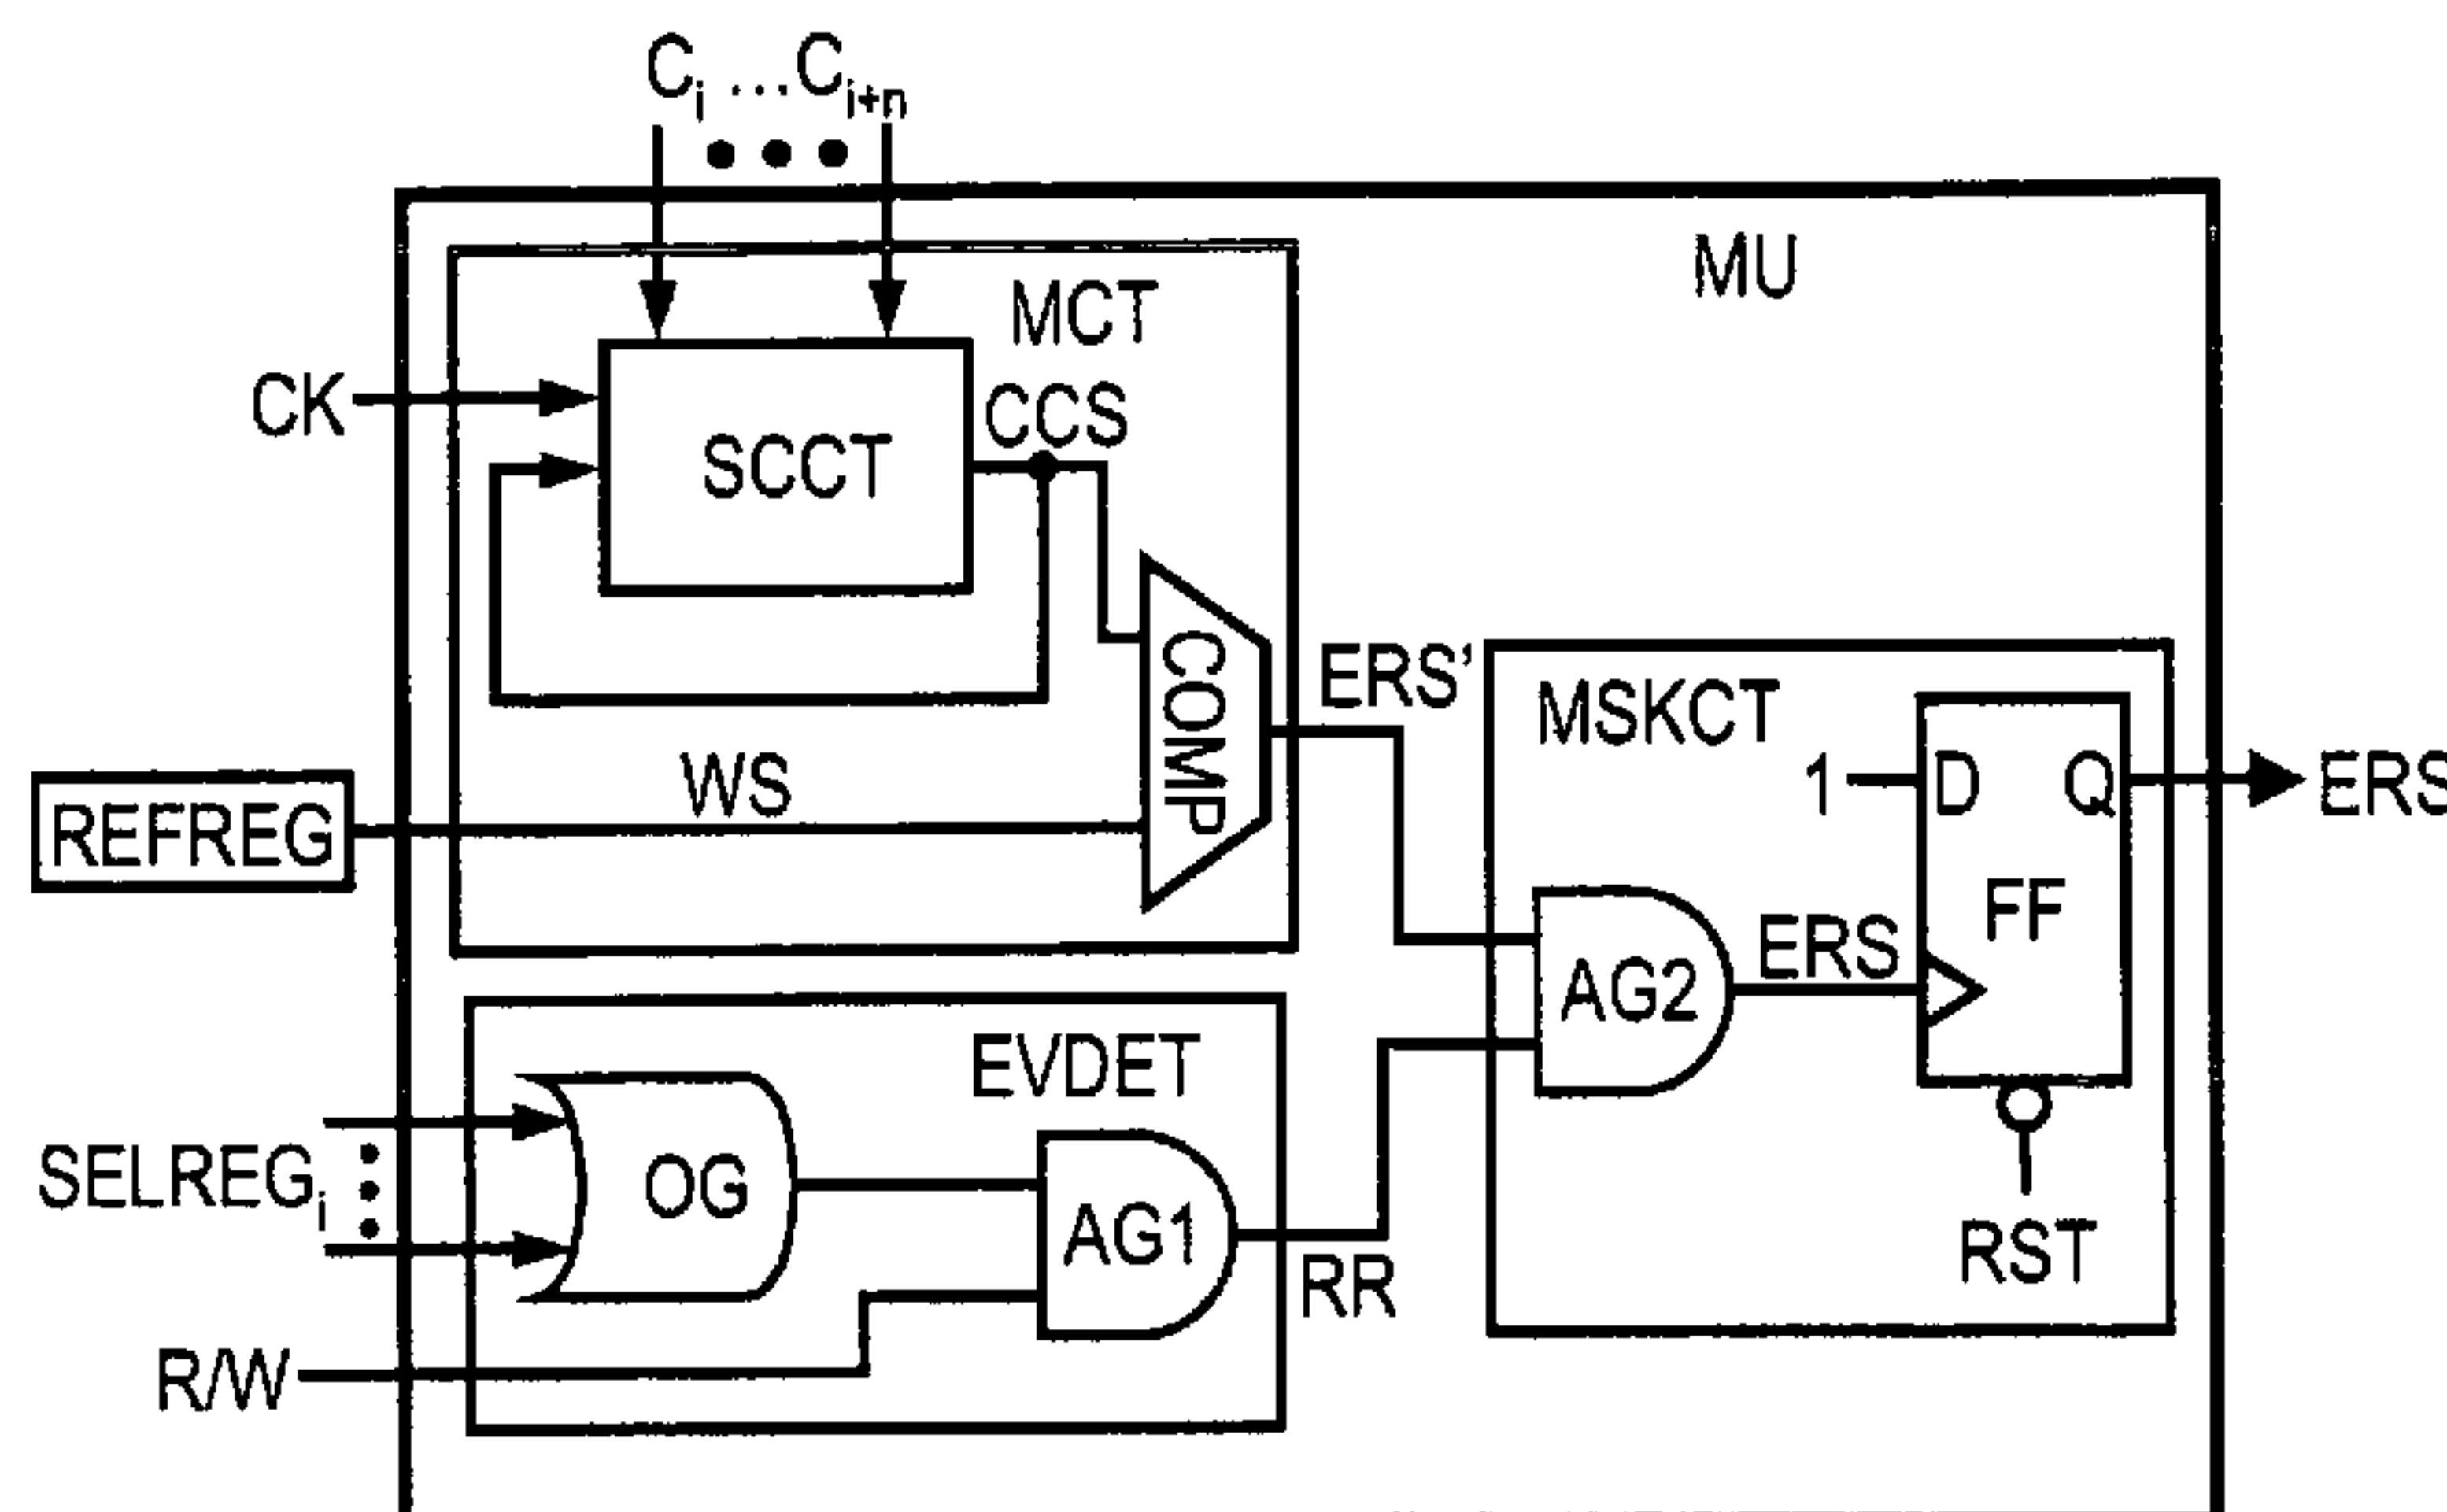 Ci ...Ci+n
MU
MCT
CK
CCS
SCCT
COMP
ERS'
MSKCT
WS
REFREG
1
D
Q
ERS
FF
AG2
ERS
EVDET
SELREGi
OG
AG1
RR
RST
R/W